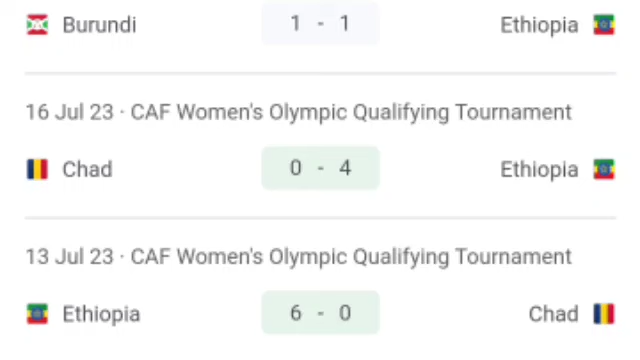 Burundi 1 - 1 Ethiopia
16 Jul 23 · CAF Women's Olympic Qualifying Tournament
Chad 0 - 4 Ethiopia
13 Jul 23 · CAF Women's Olympic Qualifying Tournament
Ethiopia 6 - 0 Chad